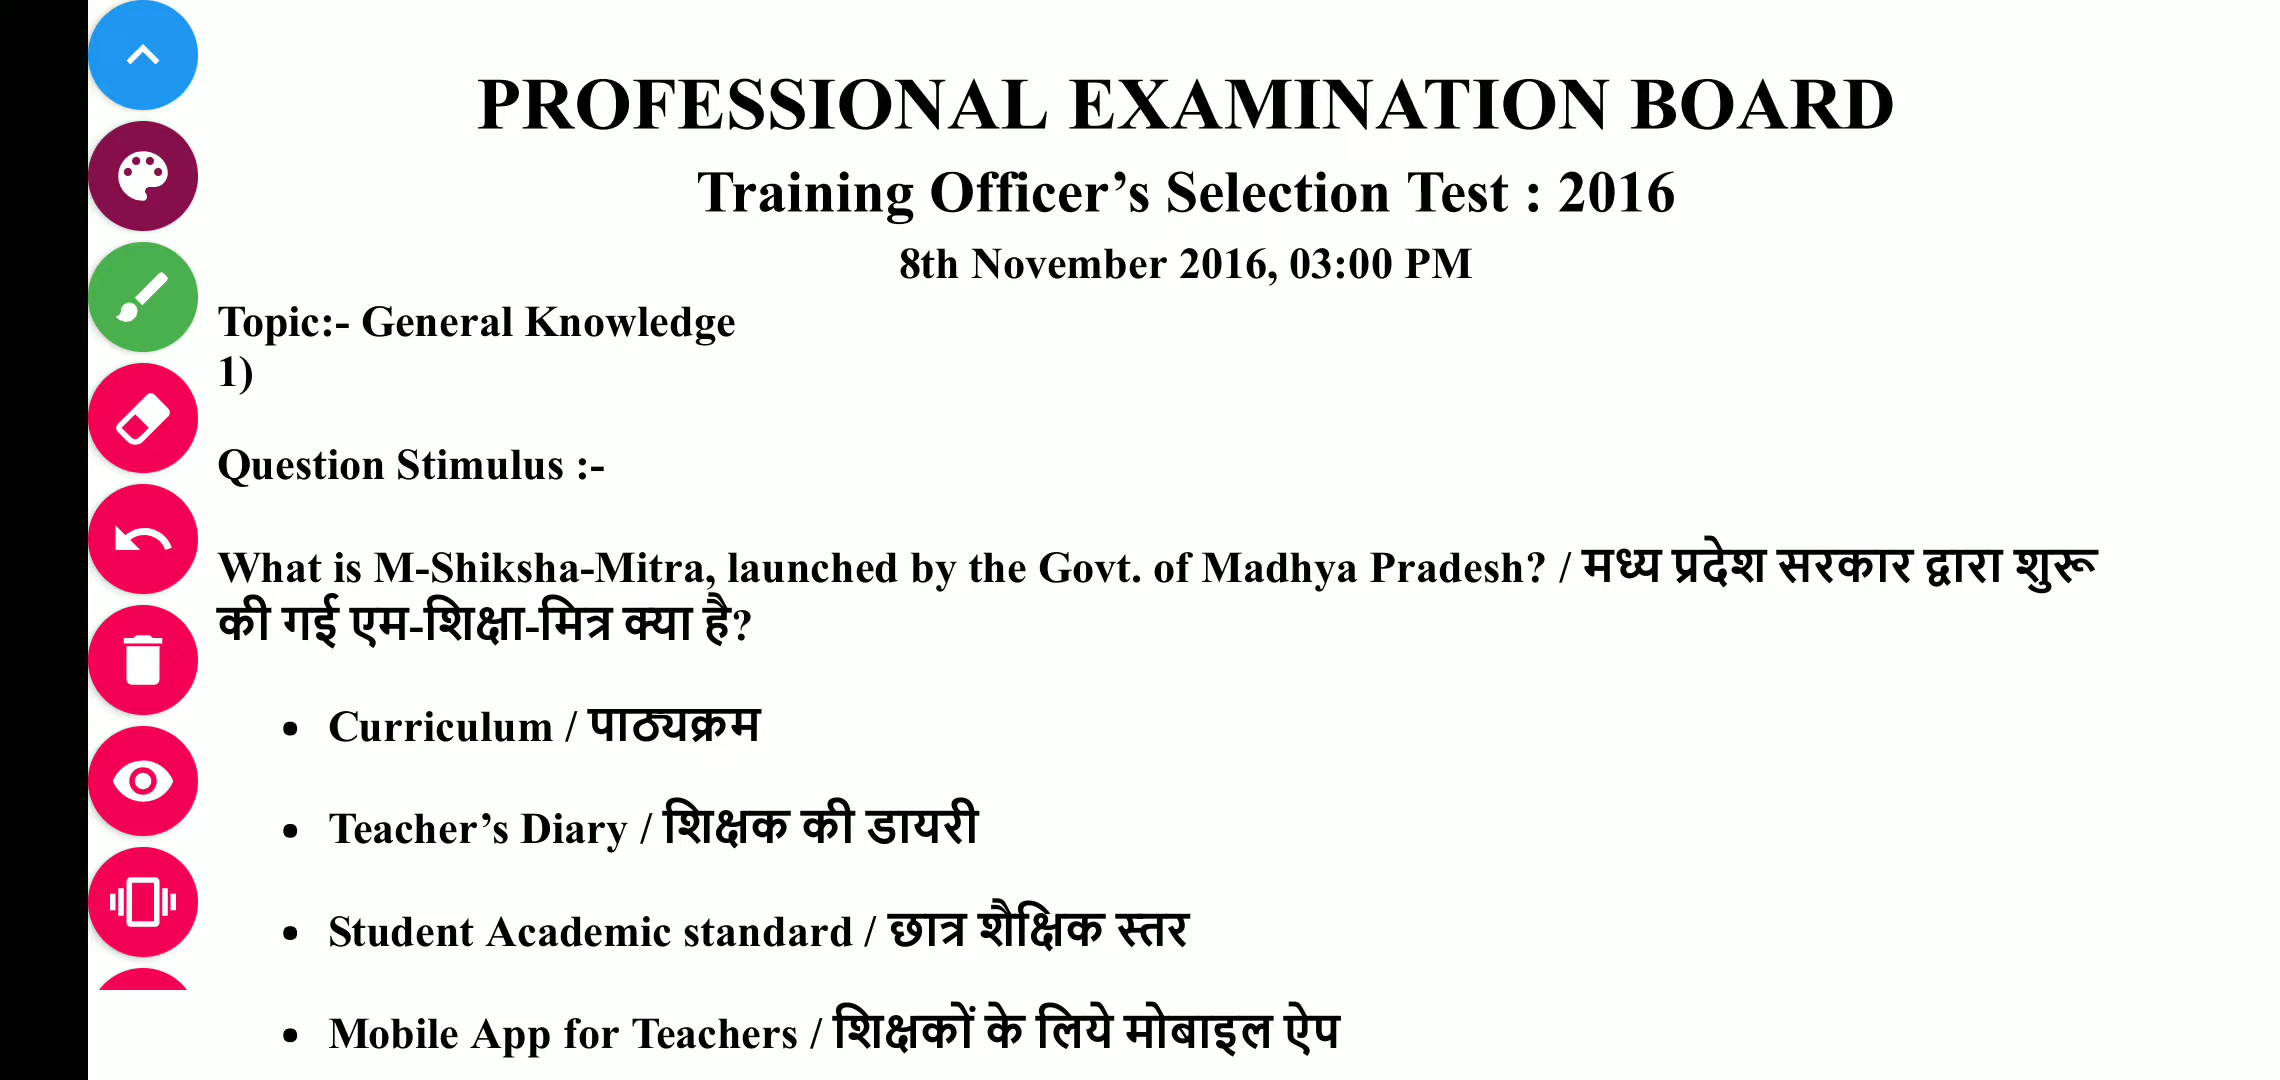 PROFESSIONAL EXAMINATION BOARD
Training Officer’s Selection Test : 2016
8th November 2016, 03:00 PM
Topic:- General Knowledge
1)
Question Stimulus :-
What is M-Shiksha-Mitra, launched by the Govt. of Madhya Pradesh? / मध्य प्रदेश सरकार द्वारा शुरू
की गई एम-शिक्षा-मित्र क्या है?
• Curriculum / पाठ्यक्रम
• Teacher’s Diary / शिक्षक की डायरी
• Student Academic standard / छात्र शैक्षिक स्तर
• Mobile App for Teachers / शिक्षकों के लिये मोबाइल ऐप